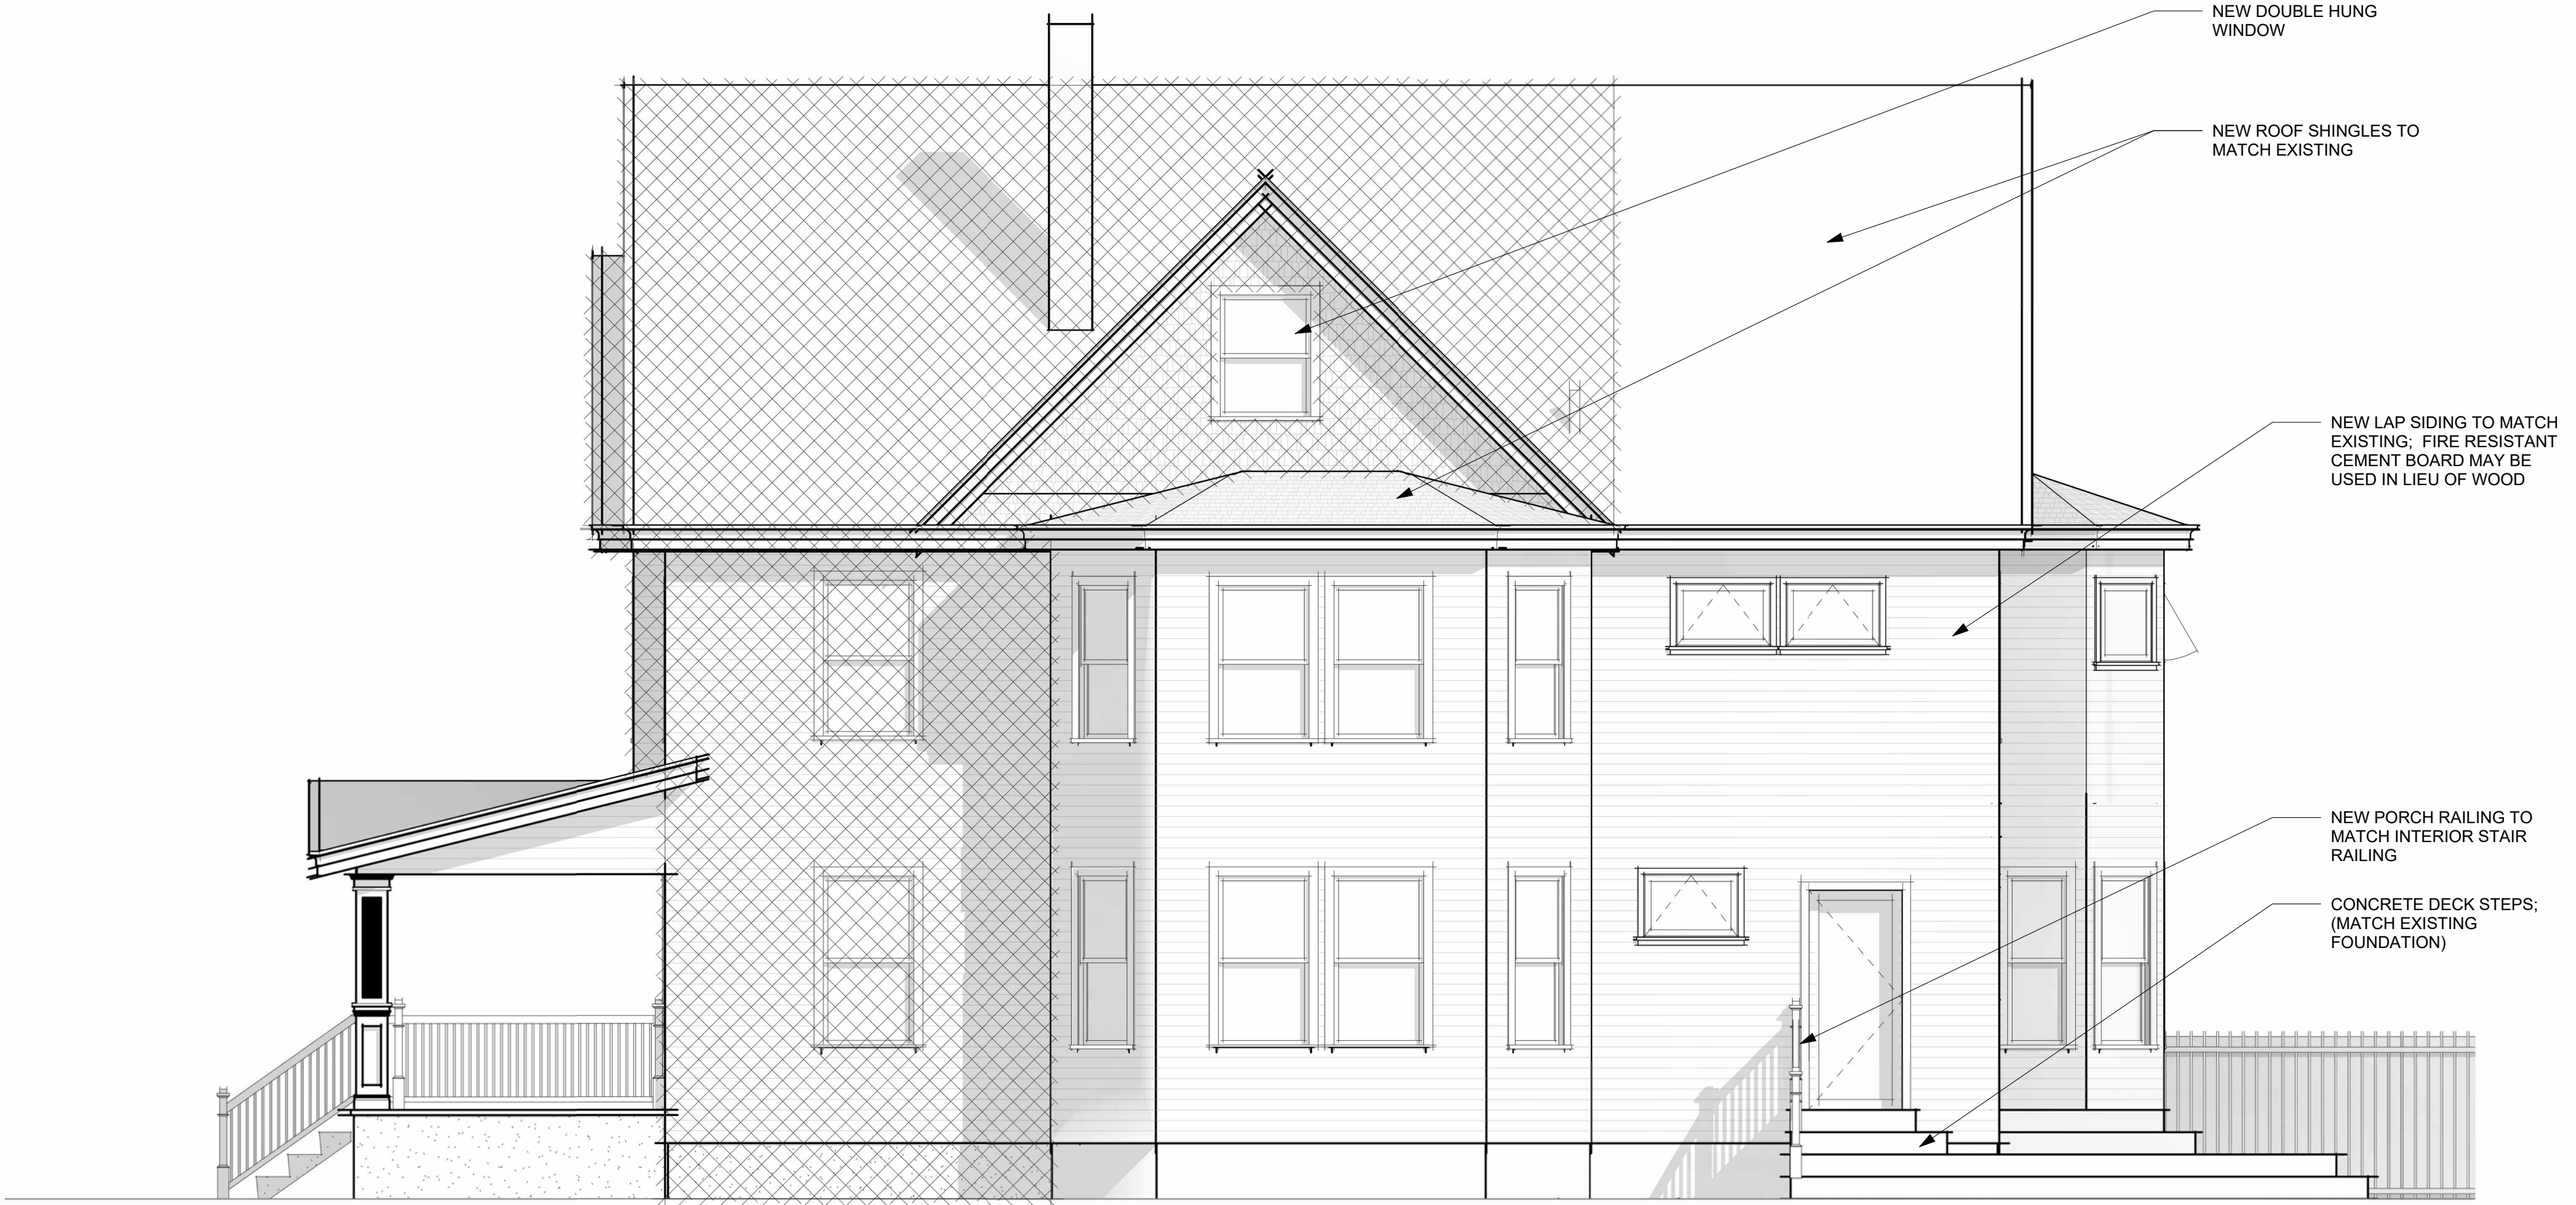 NEW DOUBLE HUNG
WINDOW
NEW ROOF SHINGLES TO
MATCH EXISTING
NEW LAP SIDING TO MATCH
EXISTING; FIRE RESISTANT
CEMENT BOARD MAY BE
USED IN LIEU OF WOOD
NEW PORCH RAILING TO
MATCH INTERIOR STAIR
RAILING
CONCRETE DECK STEPS;
(MATCH EXISTING
FOUNDATION)